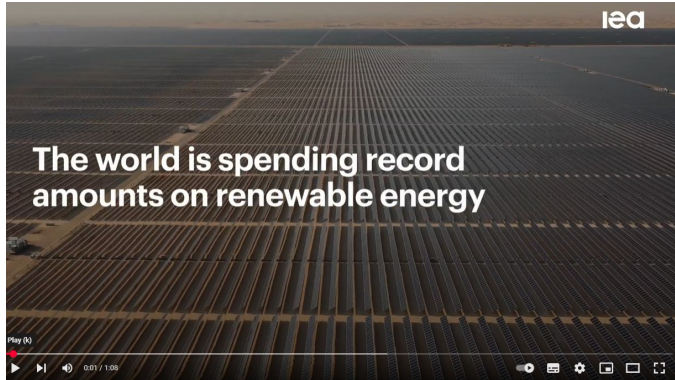 iea
The world is spending record
amounts on renewable energy
Play (k)
0:01 / 1:08